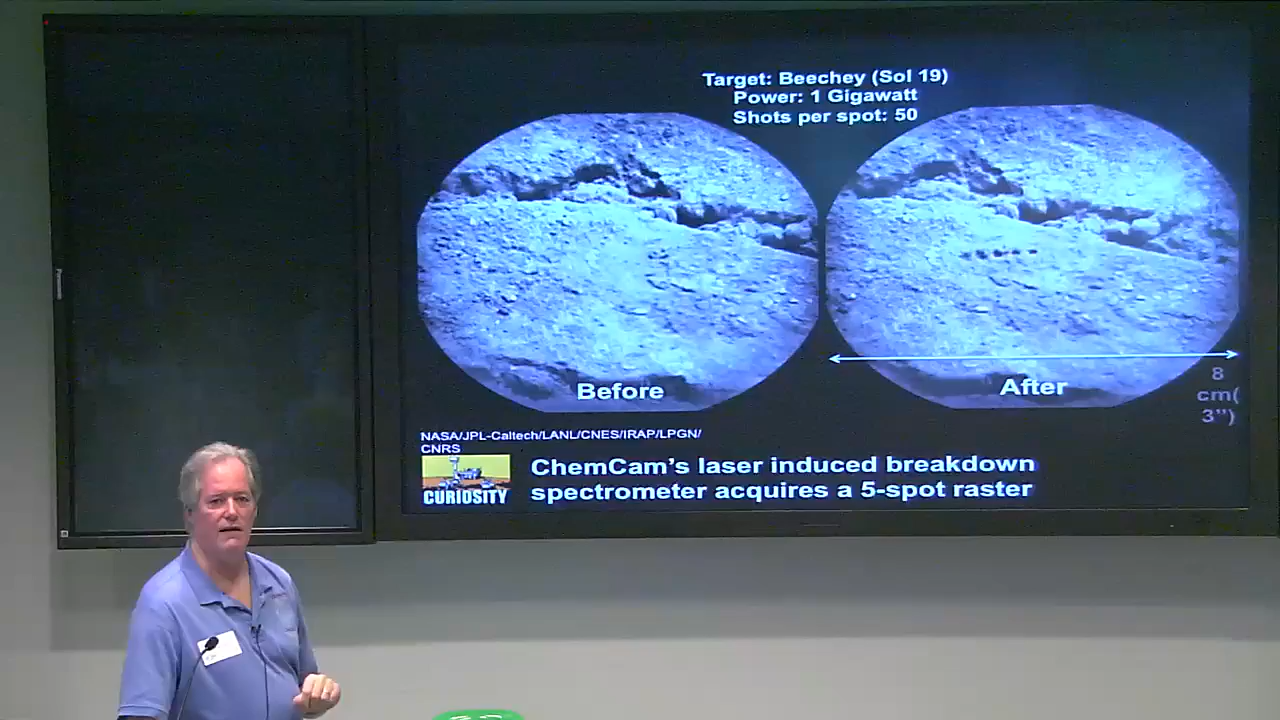 Target: Beechey (Sol 19)
Power: 1 Gigawatt
Shots per spot: 50
Before
After
8
cm(
3”)
NASA/JPL-Caltech/LANL/CNES/IRAP/LPGN/
CNRS
CURIOSITY
ChemCam’s laser induced breakdown
spectrometer acquires a 5-spot raster